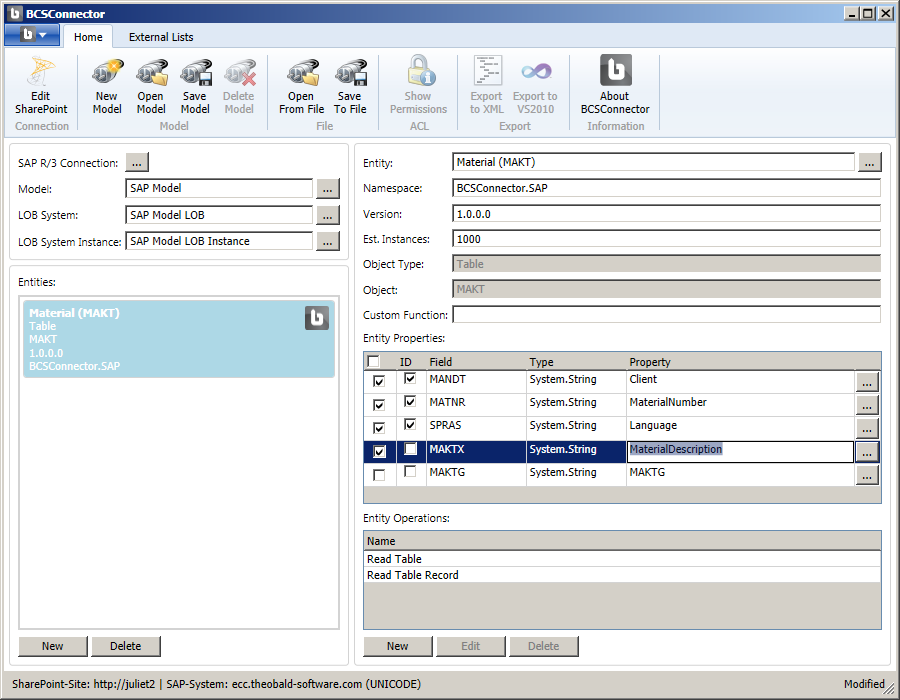 BCSConnector
Home
External Lists
Edit SharePoint
New Model
Open Model
Save Model
Delete Model
Open From File
Save To File
Show Permissions
Export to XML
Export to VS2010
About BCSConnector
Connection
Model
File
ACL
Export
Information
SAP R/3 Connection: ...
Model: SAP Model ...
LOB System: SAP Model LOB ...
LOB System Instance: SAP Model LOB Instance ...
Entities:
Material (MAKT)
Table
MAKT
1.0.0.0
BCSConnector.SAP
New Delete
Entity: Material (MAKT) ...
Namespace: BCSConnector.SAP
Version: 1.0.0.0
Est. Instances: 1000
Object Type: Table
Object: MAKT
Custom Function:
Entity Properties:
ID Field Type Property
MANDT System.String Client ...
MATNR System.String MaterialNumber ...
SPRAS System.String Language ...
MAKTX System.String MaterialDescription ...
MAKTG System.String MAKTG ...
Entity Operations:
Name
Read Table
Read Table Record
New Edit Delete
SharePoint-Site: http://juliet2 | SAP-System: ecc.theobald-software.com (UNICODE)
Modified